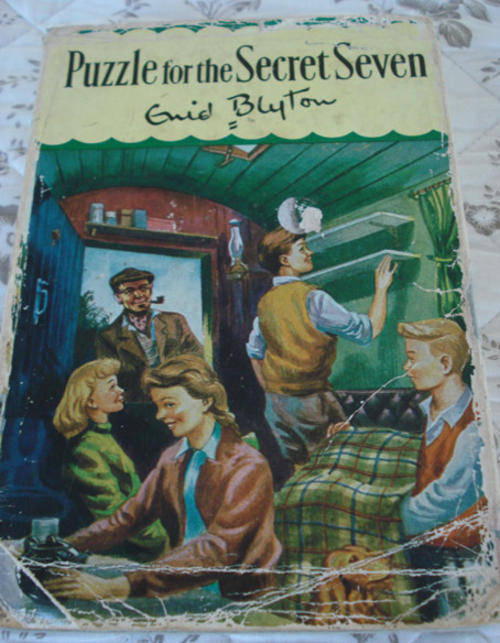 Puzzle for the Secret Seven
Enid Blyton